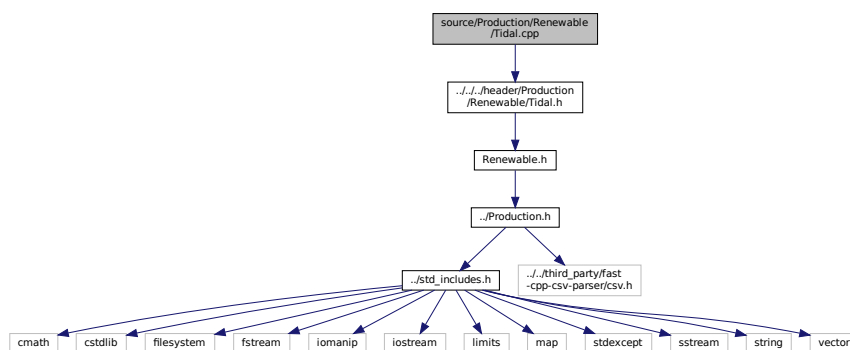 source/Production/Renewable
/Tidal.cpp
../../../header/Production
/Renewable/Tidal.h
Renewable.h
../Production.h
../std_includes.h
../../third_party/fast
-cpp-csv-parser/csv.h
cmath
cstdlib
filesystem
fstream
iomanip
iostream
limits
map
stdexcept
sstream
string
vector